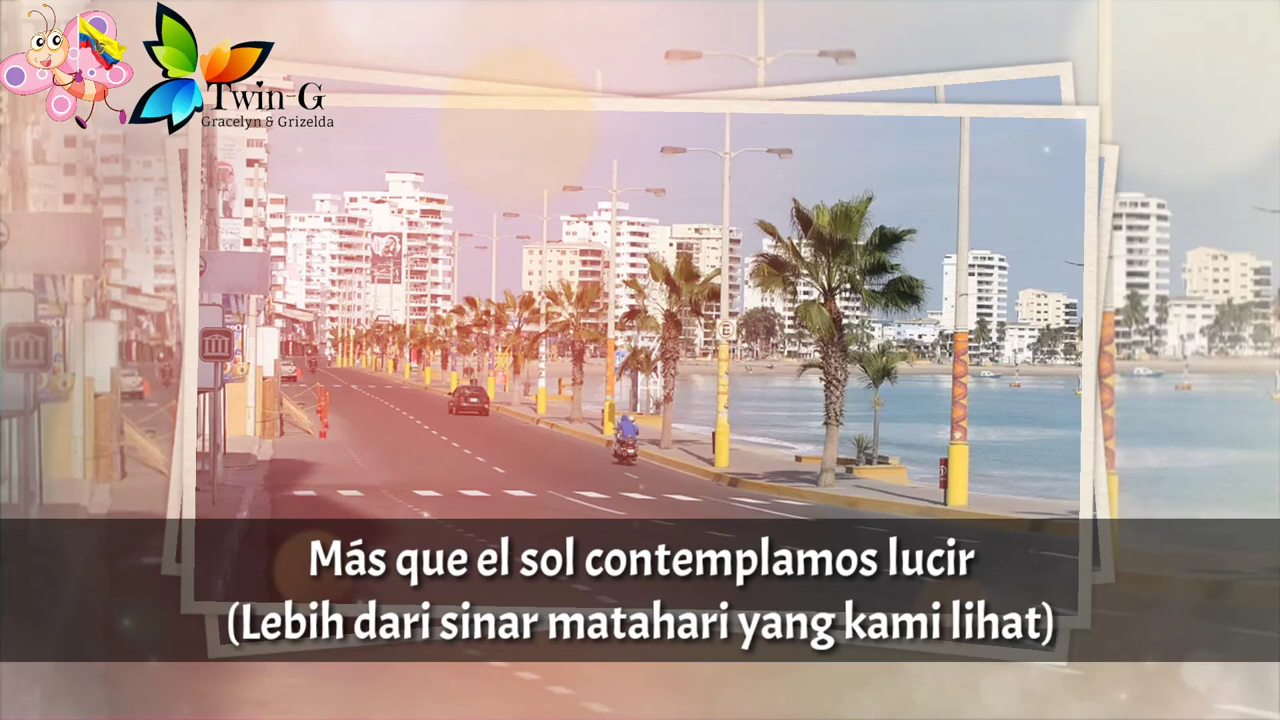 Twin-G
Gracelyn & Grizelda
E
Más que el sol contemplamos lucir
(Lebih dari sinar matahari yang kami lihat)